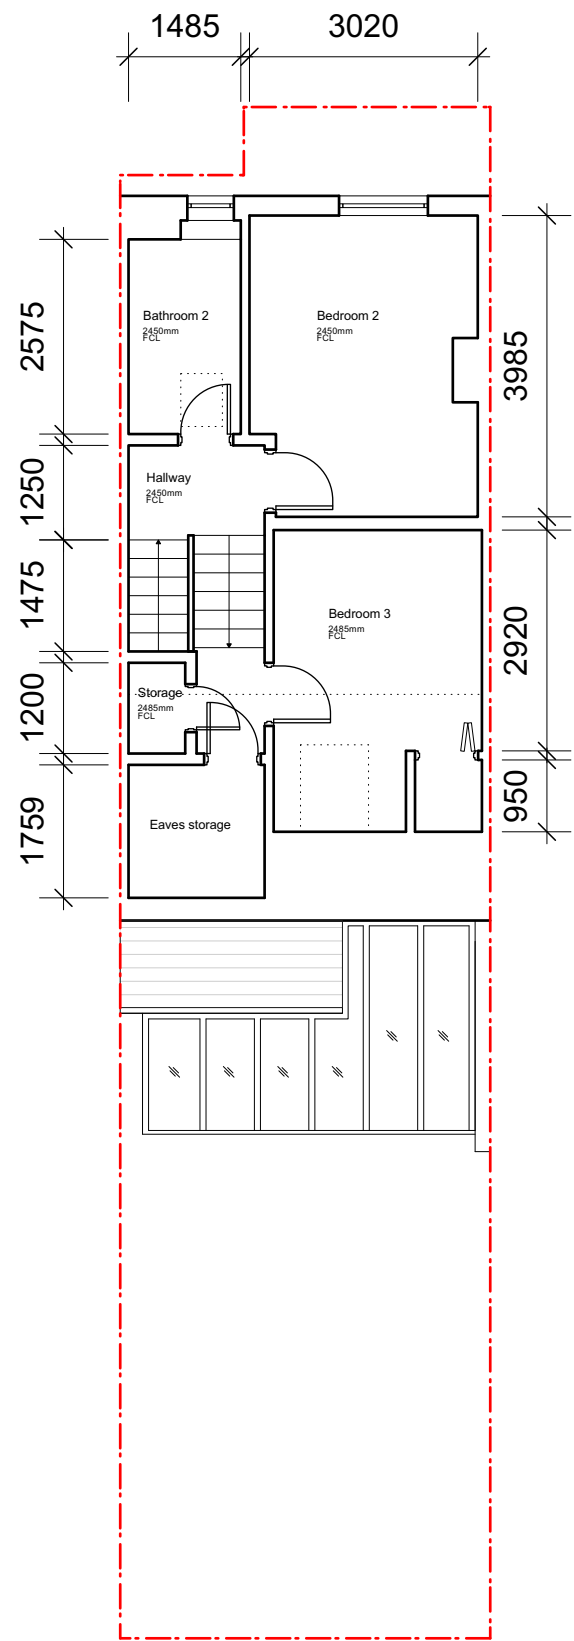 1485
3020
2575
1250
1475
1200
1759
3985
2920
950
Bathroom 2
2450mm
FCL
Bedroom 2
2450mm
FCL
Hallway
2450mm
FCL
Bedroom 3
2485mm
FCL
Storage
2485mm
FCL
Eaves storage